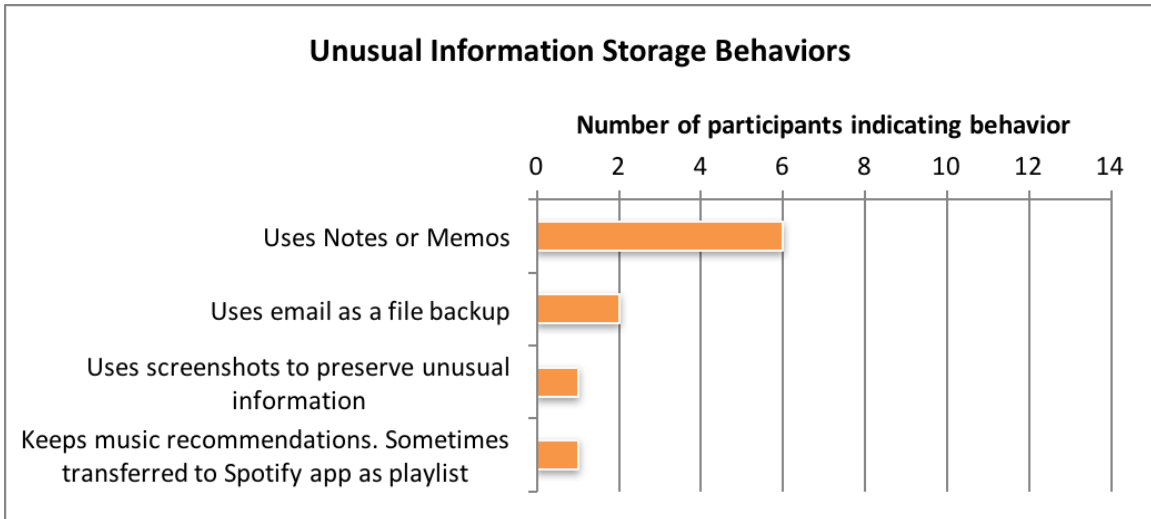 Unusual Information Storage Behaviors
Number of participants indicating behavior
0 2 4 6 8 10 12 14
Uses Notes or Memos
Uses email as a file backup
Uses screenshots to preserve unusual
information
Keeps music recommendations. Sometimes
transferred to Spotify app as playlist